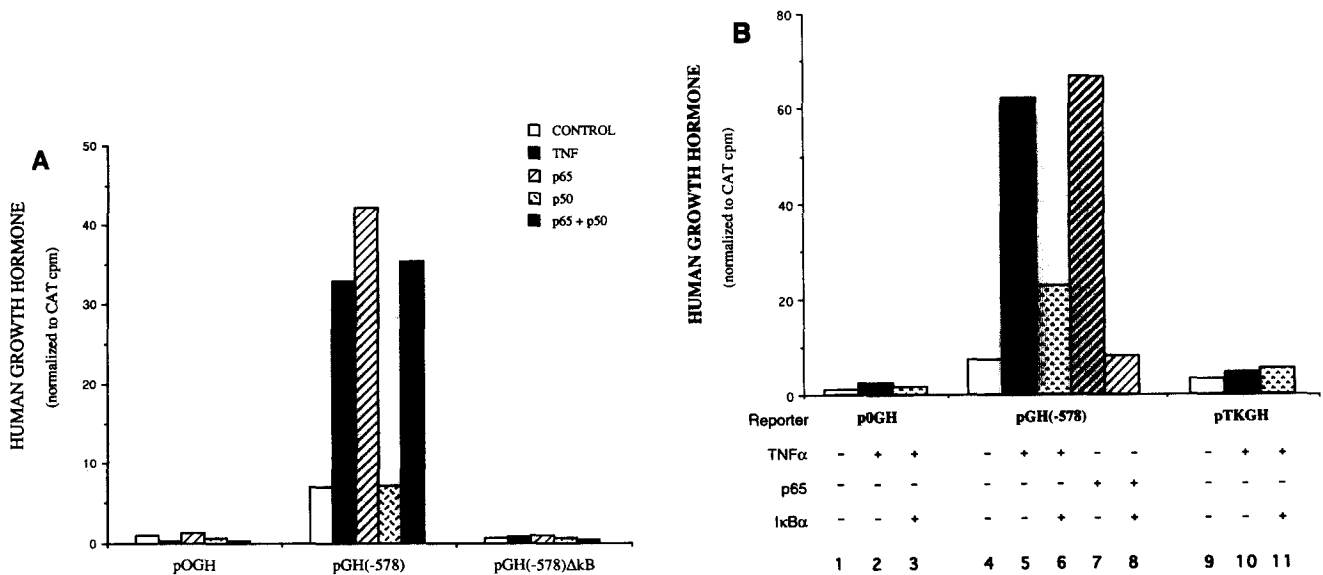 A
HUMAN GROWTH HORMONE
(normalized to CAT cpm)
50
40
30
20
10
0
CONTROL
TNF
p65
p50
p65 + p50
pOGH
pGH(-578)
pGH(-578)ΔkB
B
HUMAN GROWTH HORMONE
(normalized to CAT cpm)
80
60
40
20
0
Reporter p0GH pGH(-578) pTKGH
TNFα - + + - + + - - - + +
p65 - - - - - - + + - - -
IκBα - - + - - + - + - - +
1 2 3 4 5 6 7 8 9 10 11